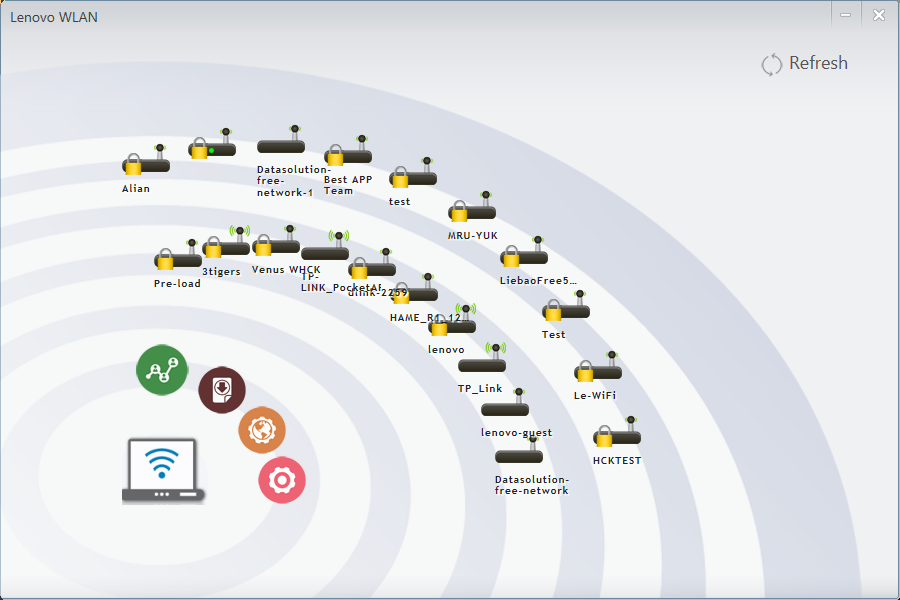 Lenovo WLAN
Refresh
Alian
Datasolution-
free-
network-1
Best APP
Team
test
MRU-YUK
LiebaoFree5...
Test
Le-WiFi
HCKTEST
Pre-load
3tigers
Venus WHCK
TP-
LINK_PocketAP
dlink-2259
HAME_R1_12...
lenovo
TP_Link
lenovo-guest
Datasolution-
free-network